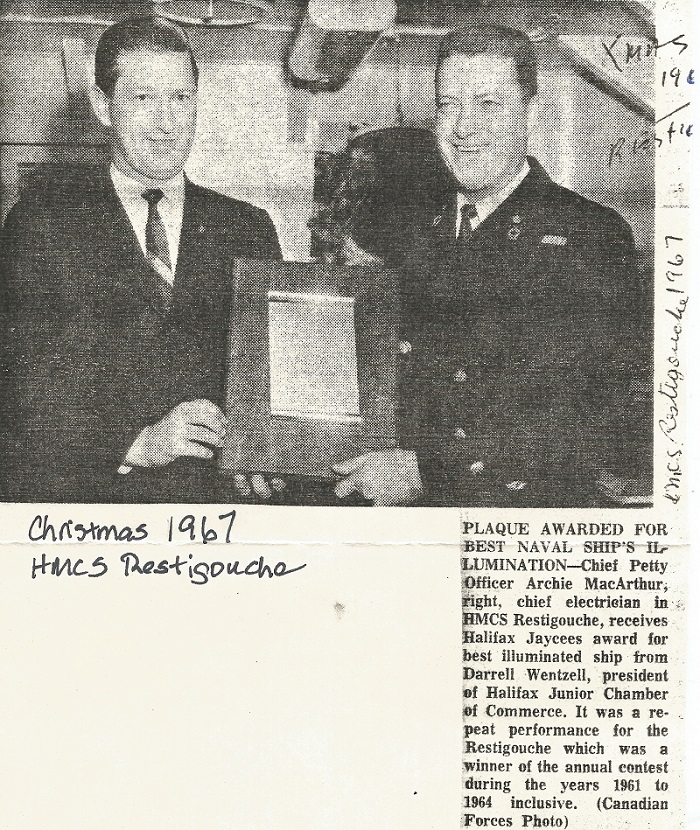 XMAS
196
HMCS Restigouche 1967
Christmas 1967
HMCS Restigouche
PLAQUE AWARDED FOR
BEST NAVAL SHIP'S IL-
LUMINATION—Chief Petty
Officer Archie MacArthur,
right, chief electrician in
HMCS Restigouche, receives
Halifax Jaycees award for
best illuminated ship from
Darrell Wentzell, president
of Halifax Junior Chamber
of Commerce. It was a re-
peat performance for the
Restigouche which was a
winner of the annual contest
during the years 1961 to
1964 inclusive. (Canadian
Forces Photo)